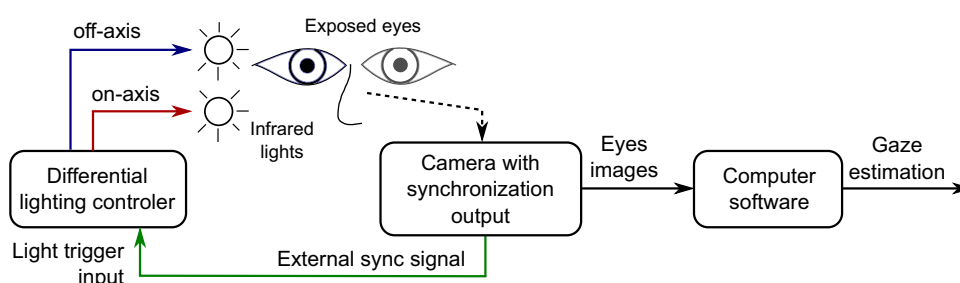 off-axis
Exposed eyes
on-axis
Infrared
lights
Differential
lighting controler
Camera with
synchronization
output
Eyes
images
Computer
software
Gaze
estimation
Light trigger
input
External sync signal